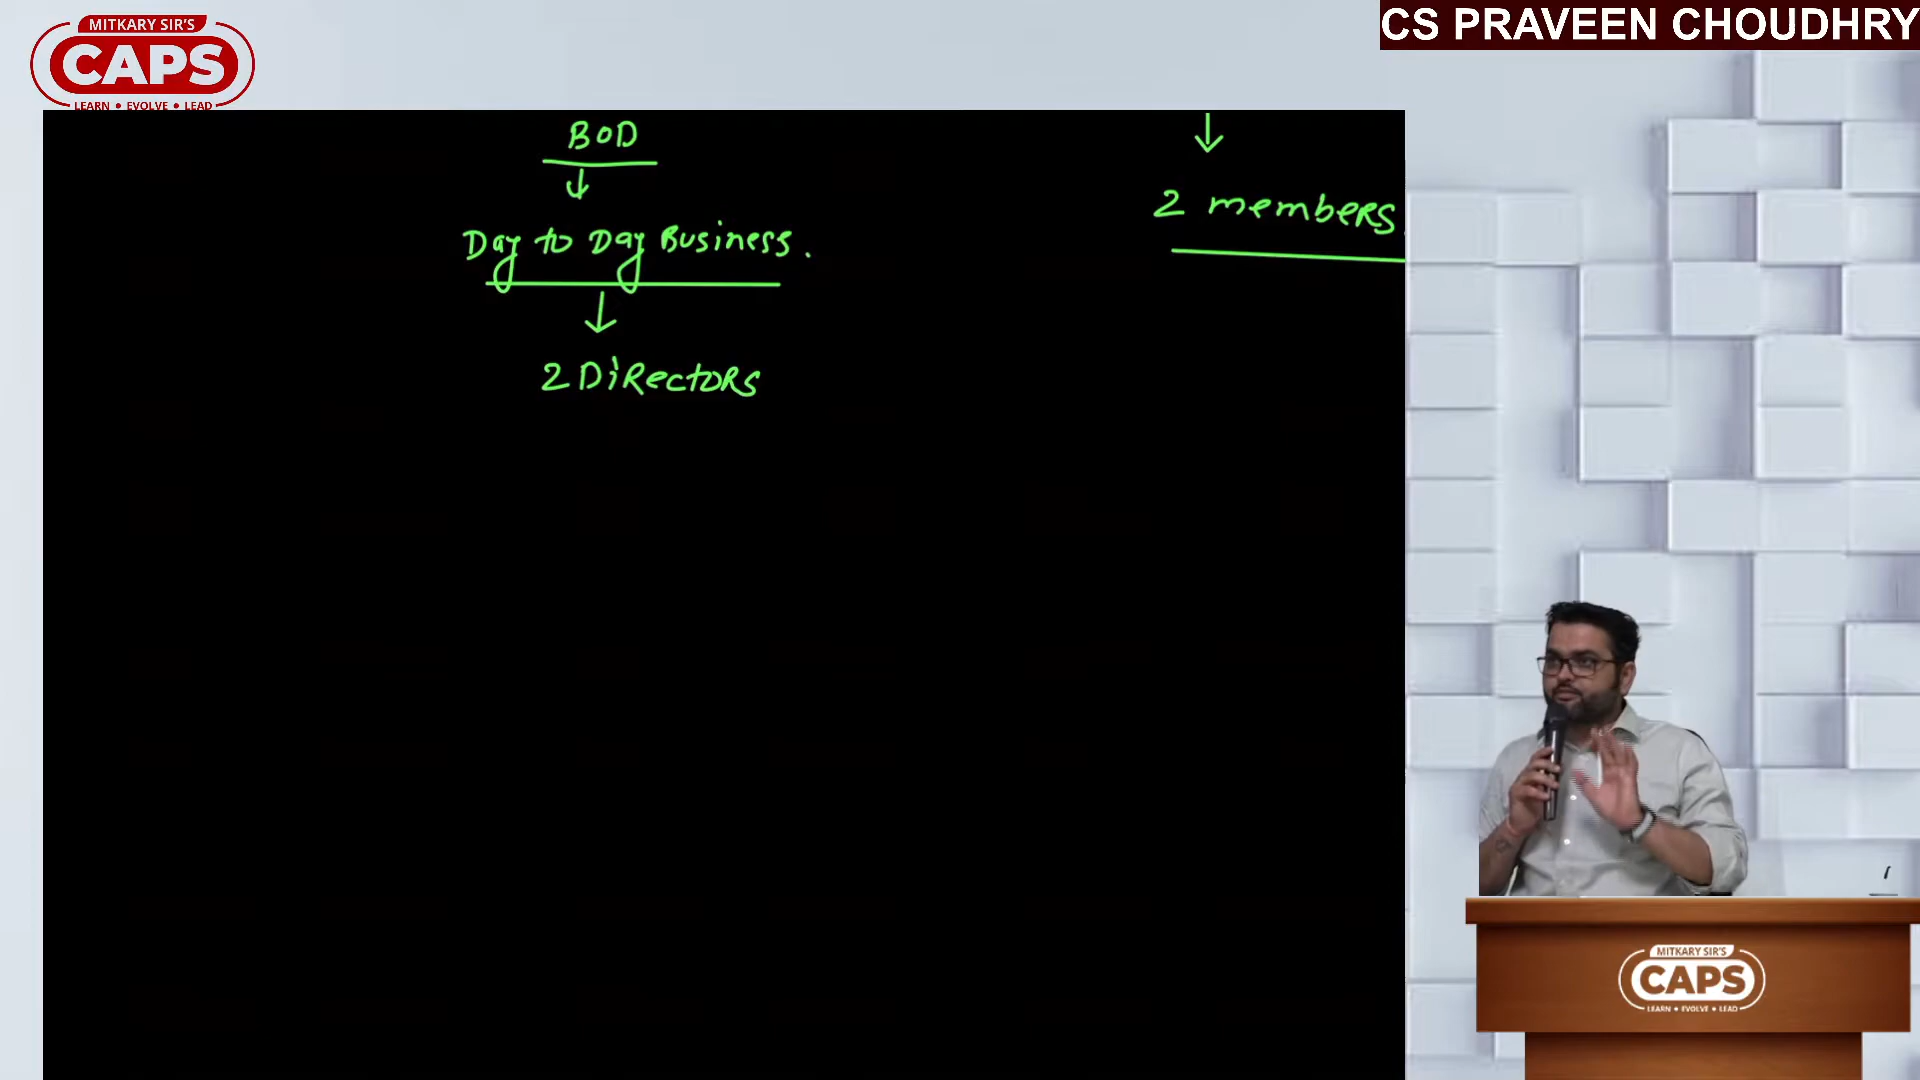 MITKARY SIR'S
CAPS
LEARN • EVOLVE • LEAD
CS PRAVEEN CHOUDHRY
BOD
Day to Day Business.
2 Directors
2 members.
MITKARY SIR'S
CAPS
LEARN • EVOLVE • LEAD